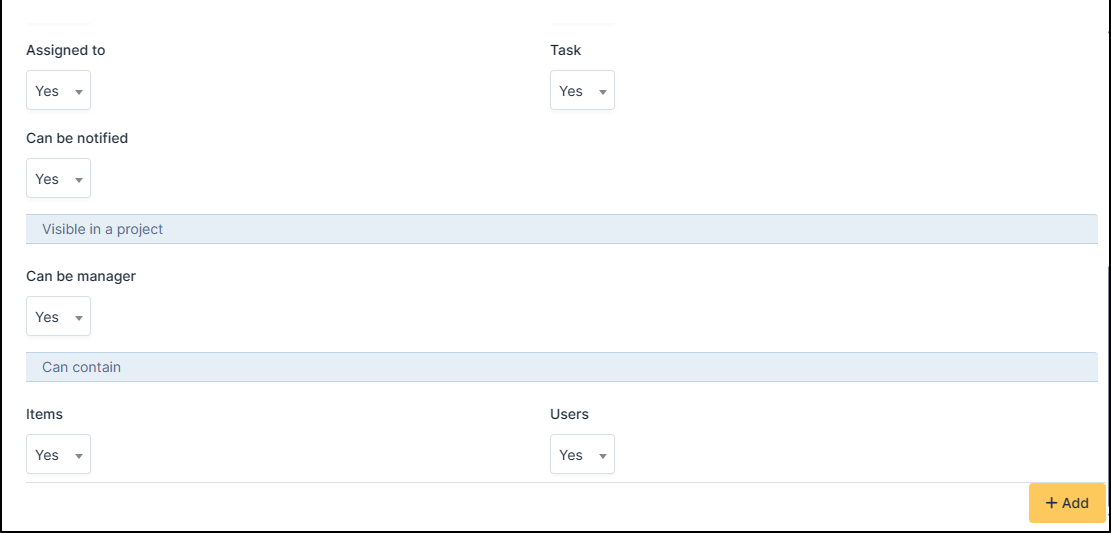 Assigned to
Task
Yes
Yes
Can be notified
Yes
Visible in a project
Can be manager
Yes
Can contain
Items
Users
Yes
Yes
+ Add